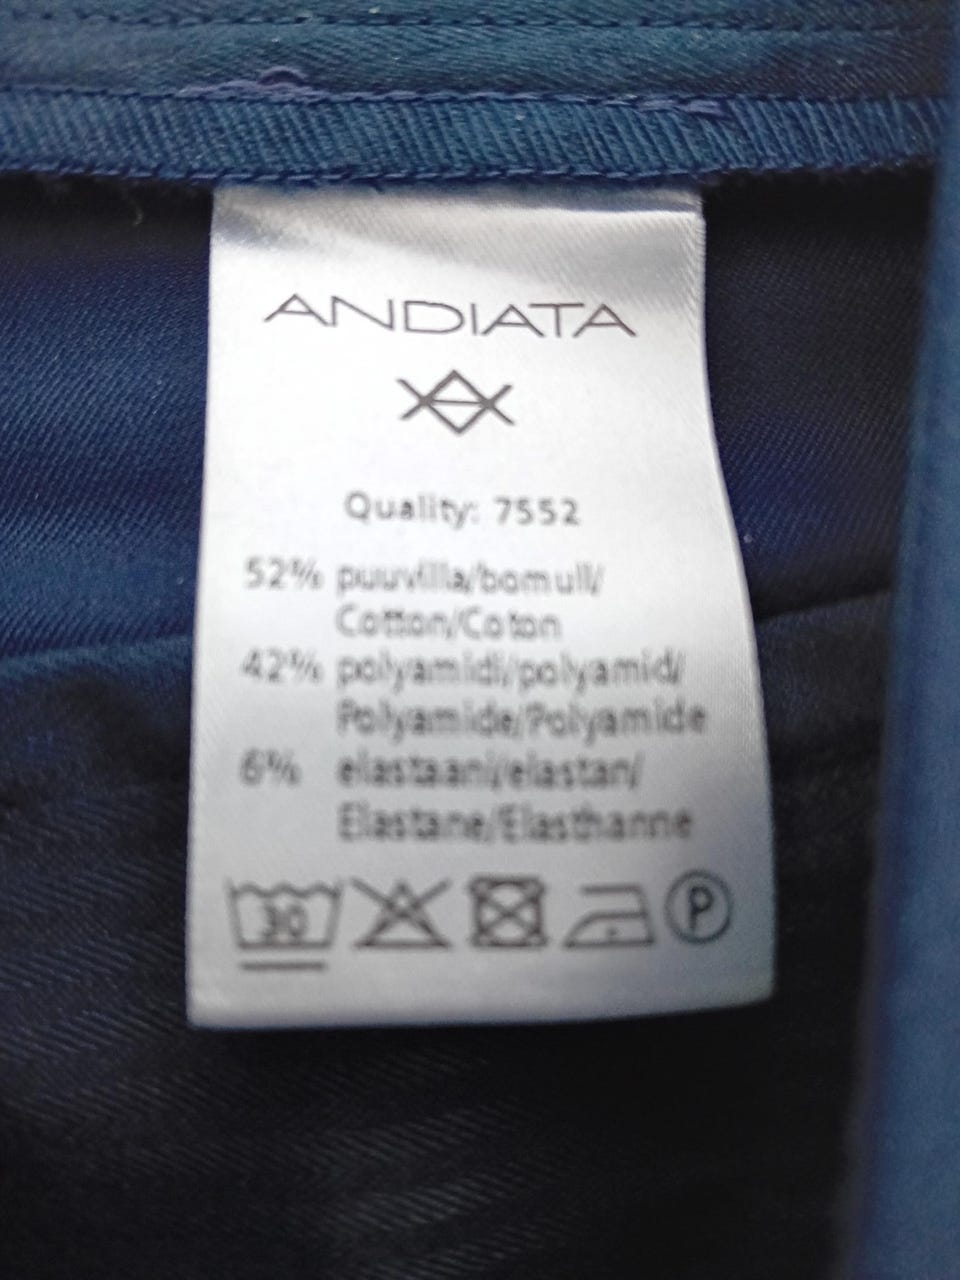 ANDIATA
Quality: 7552
52% puuvilla/bomull/
Cotton/Coton
42% polyamidi/polyamid/
Polyamide/Polyamide
6% elastaani/elastan/
Elastane/Elasthanne
30
P